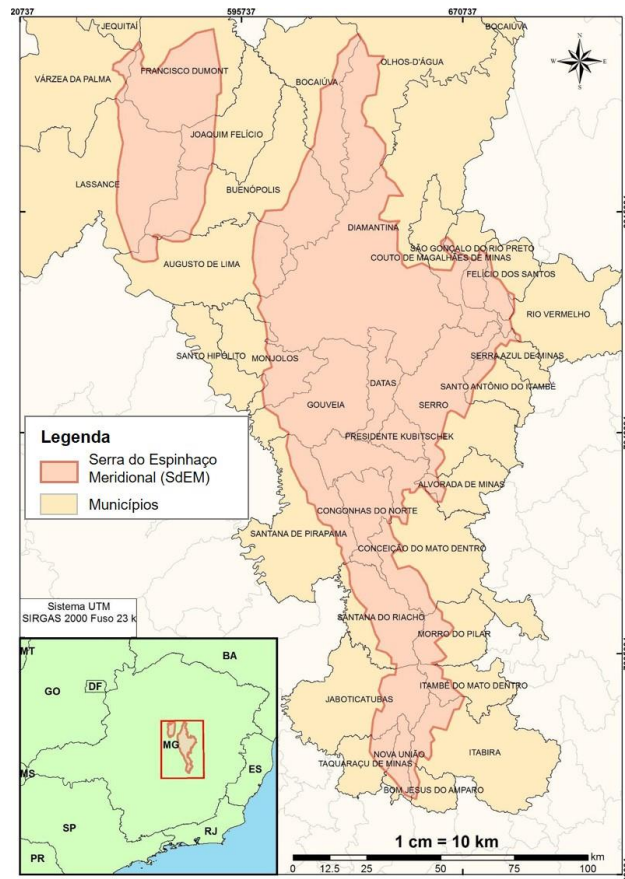 20737 595737 670737
JEQUITAÍ
BOCAIÚVA
N
W E
S
FRANCISCO DUMONT
OLHOS-D'ÁGUA
VÁRZEA DA PALMA
BOCAIÚVA
JOAQUIM FELÍCIO
LASSANCE
BUENÓPOLIS
DIAMANTINA
SÃO GONÇALO DO RIO PRETO
COUTO DE MAGALHÃES DE MINAS
AUGUSTO DE LIMA
FELÍCIO DOS SANTOS
RIO VERMELHO
SANTO HIPÓLITO
MONJOLOS
SERRA AZUL DE MINAS
DATAS
SANTO ANTÔNIO DO ITAMBÉ
GOUVEIA
SERRO
PRESIDENTE KUBITSCHEK
Legenda
Serra do Espinhaço
Meridional (SdEM)
Municípios
ALVORADA DE MINAS
CONGONHAS DO NORTE
SANTANA DE PIRAPAMA
CONCEIÇÃO DO MATO DENTRO
Sistema UTM
SIRGAS 2000 Fuso 23 k
SANTANA DO RIACHO
MORRO DO PILAR
ITAMBÉ DO MATO DENTRO
JABOTICATUBAS
NOVA UNIÃO
ITABIRA
TAQUARAÇU DE MINAS
BOM JESUS DO AMPARO
MT
BA
GO
DF
MG
MS
ES
SP
RJ
PR
1 cm = 10 km
km
0 12.5 25 50 75 100